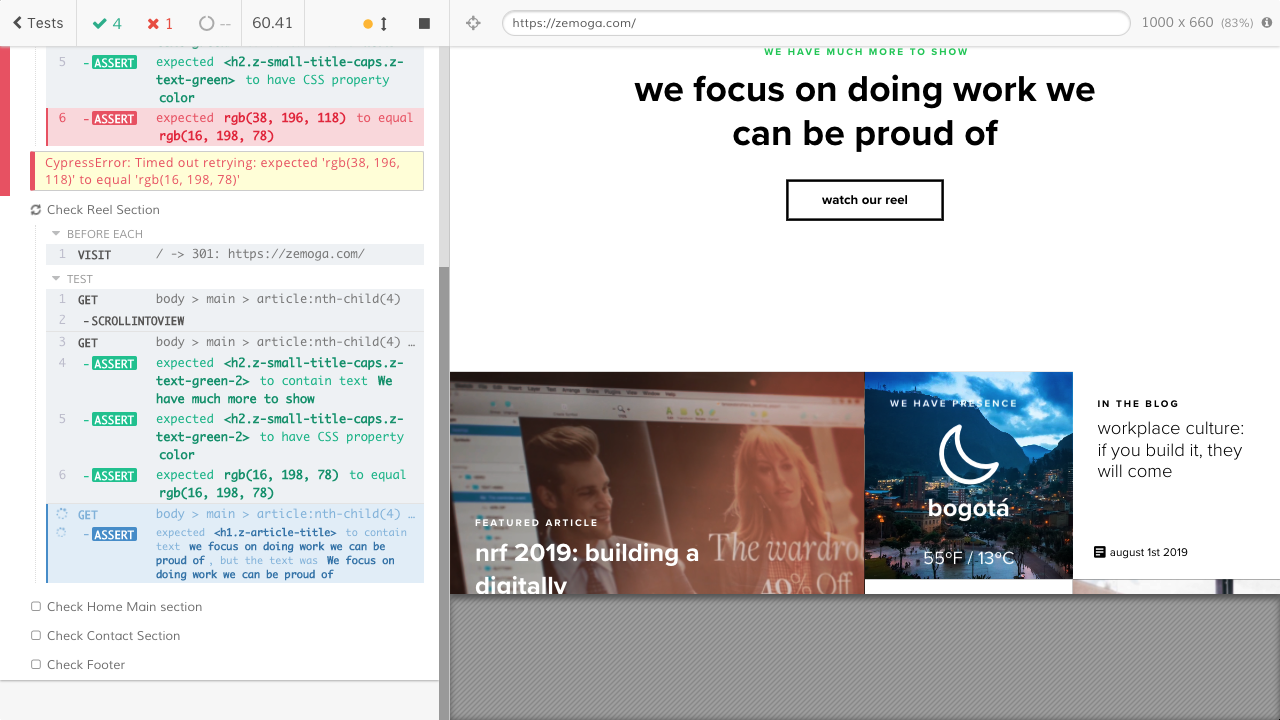 Tests
4
1
--
60.41
https://zemoga.com/
1000 x 660 (83%)
5 - ASSERT expected <h2.z-small-title-caps.z-
text-green> to have CSS property
color
6 - ASSERT expected rgb(38, 196, 118) to equal
rgb(16, 198, 78)
CypressError: Timed out retrying: expected 'rgb(38, 196,
118)' to equal 'rgb(16, 198, 78)'
Check Reel Section
BEFORE EACH
1 VISIT / -> 301: https://zemoga.com/
TEST
1 GET body > main > article:nth-child(4)
2 -SCROLLINTOVIEW
3 GET body > main > article:nth-child(4) …
4 - ASSERT expected <h2.z-small-title-caps.z-
text-green-2> to contain text We
have much more to show
5 - ASSERT expected <h2.z-small-title-caps.z-
text-green-2> to have CSS property
color
6 - ASSERT expected rgb(16, 198, 78) to equal
rgb(16, 198, 78)
GET body > main > article:nth-child(4) …
- ASSERT expected <h1.z-article-title> to contain
text we focus on doing work we can be
proud of , but the text was We focus on
doing work we can be proud of
Check Home Main section
Check Contact Section
Check Footer
WE HAVE MUCH MORE TO SHOW
we focus on doing work we
can be proud of
watch our reel
FEATURED ARTICLE
nrf 2019: building a
digitally
The wardrob
49% Off
WE HAVE PRESENCE
bogotá
55°F / 13°C
IN THE BLOG
workplace culture:
if you build it, they
will come
august 1st 2019